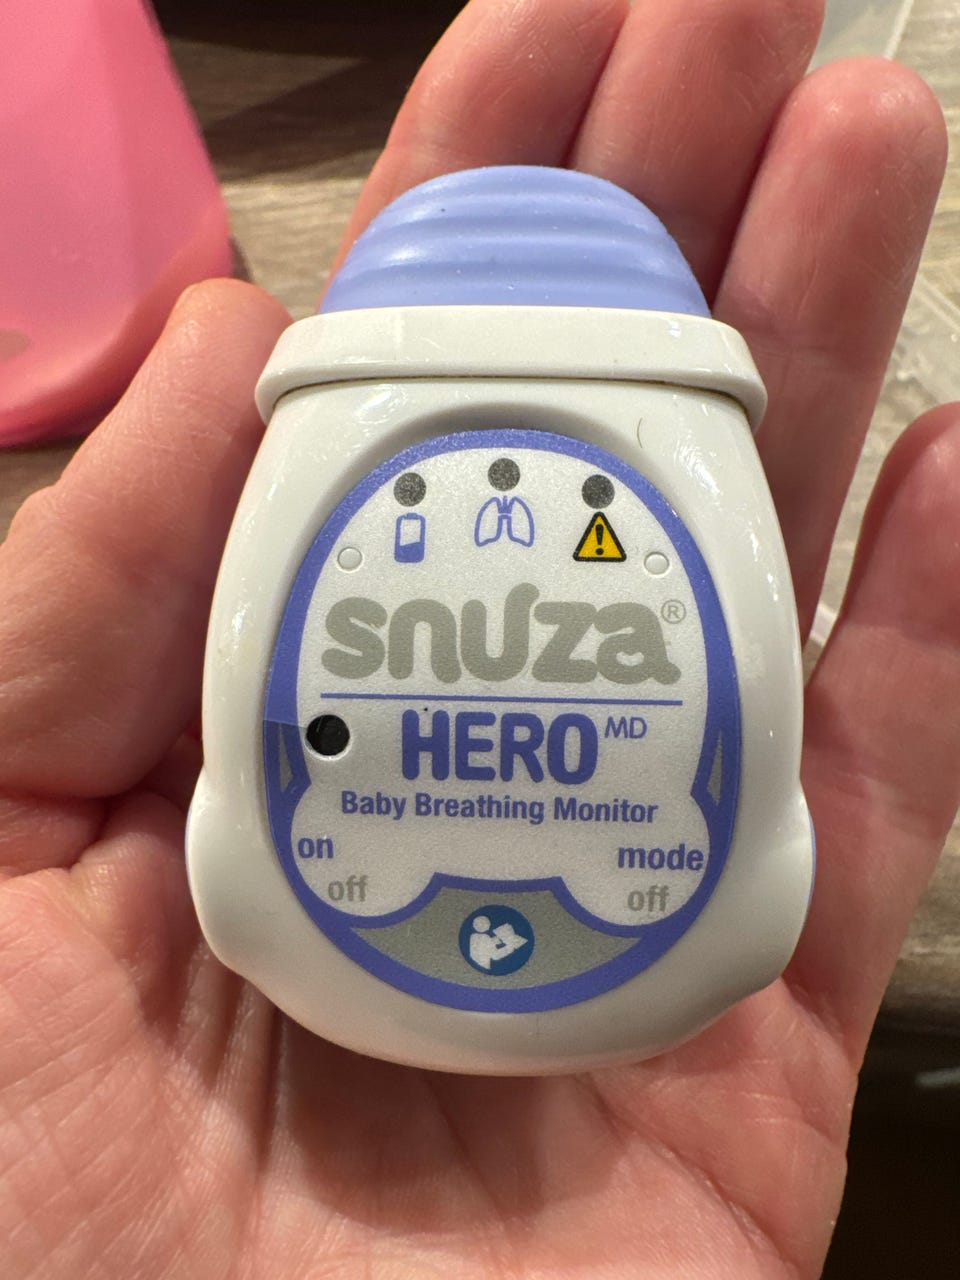 snuza®
HERO MD
Baby Breathing Monitor
on
mode
off
off